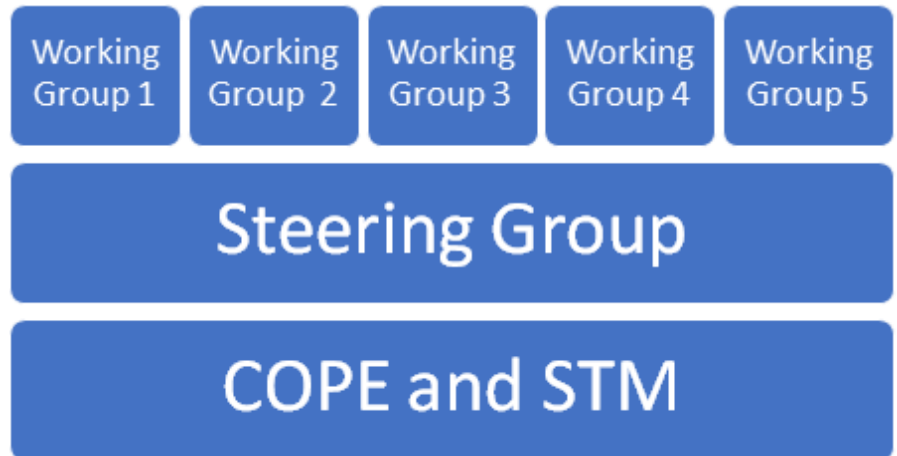 Working
Group 1
Working
Group 2
Working
Group 3
Working
Group 4
Working
Group 5
Steering Group
COPE and STM